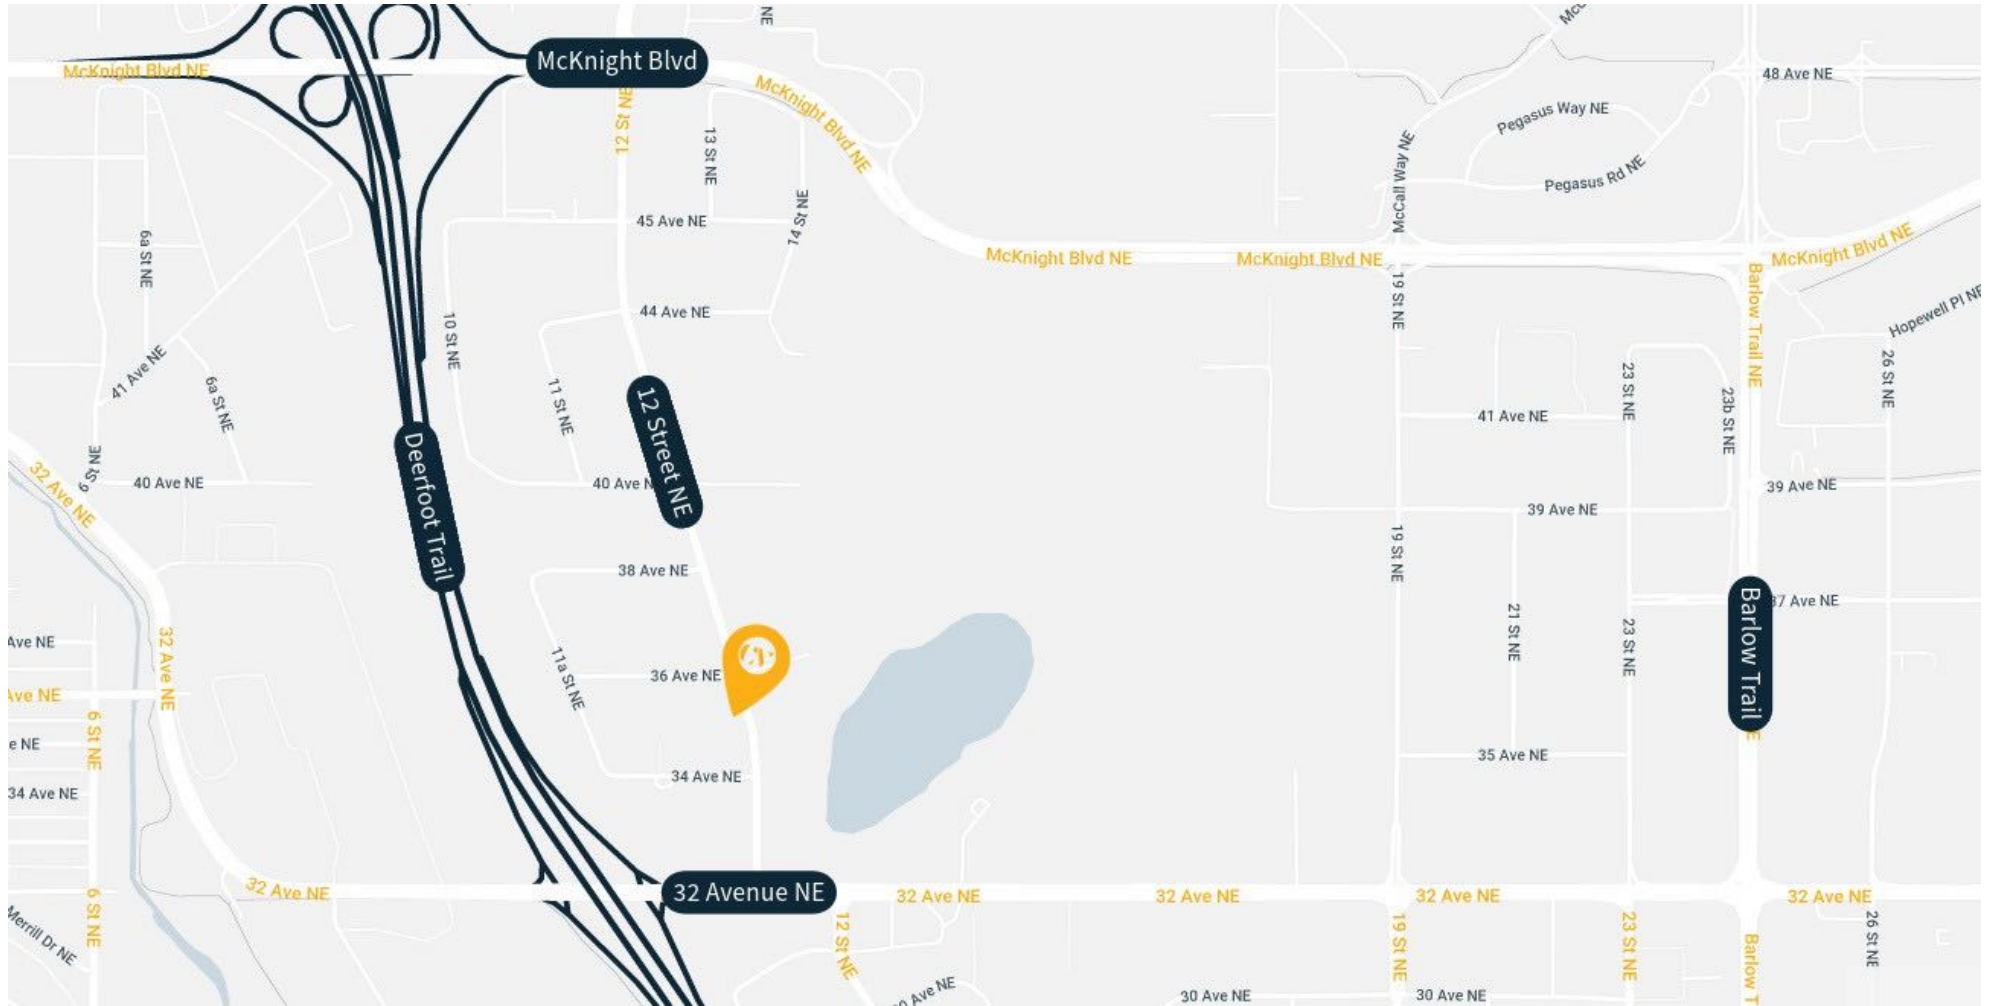 NE
McKnight Blvd
McKnight Blvd NE
McKnight Blvd NE
48 Ave NE
12 St NE
13 St NE
14 St NE
Pegasus Way NE
Pegasus Rd NE
McCall Way NE
45 Ave NE
6a St NE
McKnight Blvd NE
McKnight Blvd NE
McKnight Blvd NE
Barlow Trail NE
19 St NE
44 Ave NE
10 St NE
Hopewell Pl NE
26 St NE
41 Ave NE
6a St NE
11 St NE
12 Street NE
23 St NE
23b St NE
41 Ave NE
6 St NE
32 Ave NE
40 Ave NE
Deerfoot Trail
40 Ave N
39 Ave NE
39 Ave NE
19 St NE
38 Ave NE
37 Ave NE
21 St NE
23 St NE
Barlow Trail
Ave NE
32 Ave NE
11a St NE
36 Ave NE
Ave NE
6 St NE
e NE
35 Ave NE
34 Ave NE
34 Ave NE
32 Ave NE
32 Avenue NE
32 Ave NE
32 Ave NE
32 Ave NE
32 Ave NE
6 St NE
Merrill Dr NE
12 St NE
19 St NE
23 St NE
Barlow T
26 St NE
0 Ave NE
30 Ave NE
30 Ave NE